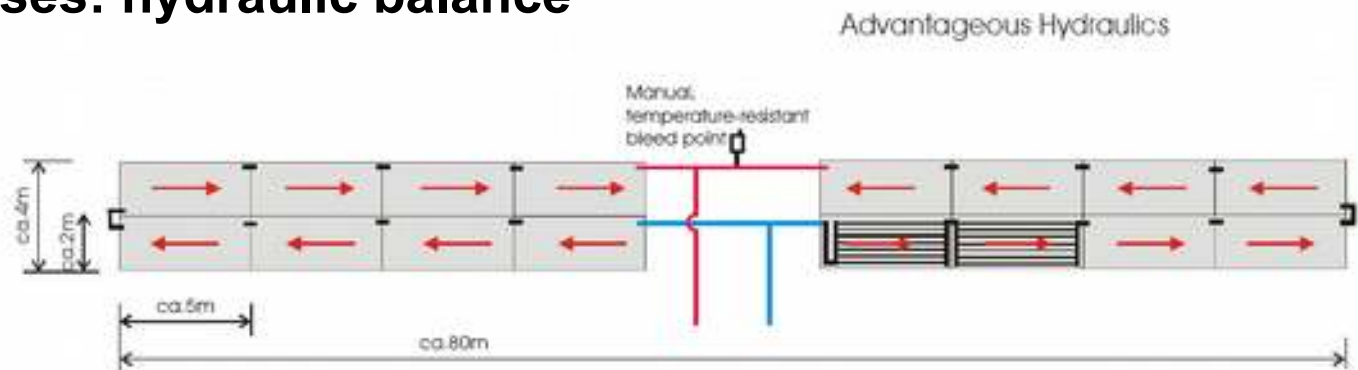 ses: hydraulic balance
Advantageous Hydraulics
Manual,
temperature-resistant
bleed point
ca.4m
ca.2m
ca.5m
ca.80m